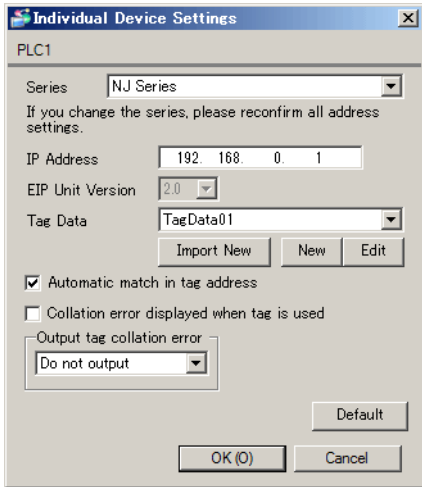 Individual Device Settings
PLC1
Series NJ Series
If you change the series, please reconfirm all address
settings.
IP Address 192. 168. 0. 1
EIP Unit Version 2.0
Tag Data TagData01
Import New New Edit
Automatic match in tag address
Collation error displayed when tag is used
Output tag collation error
Do not output
Default
OK (O) Cancel